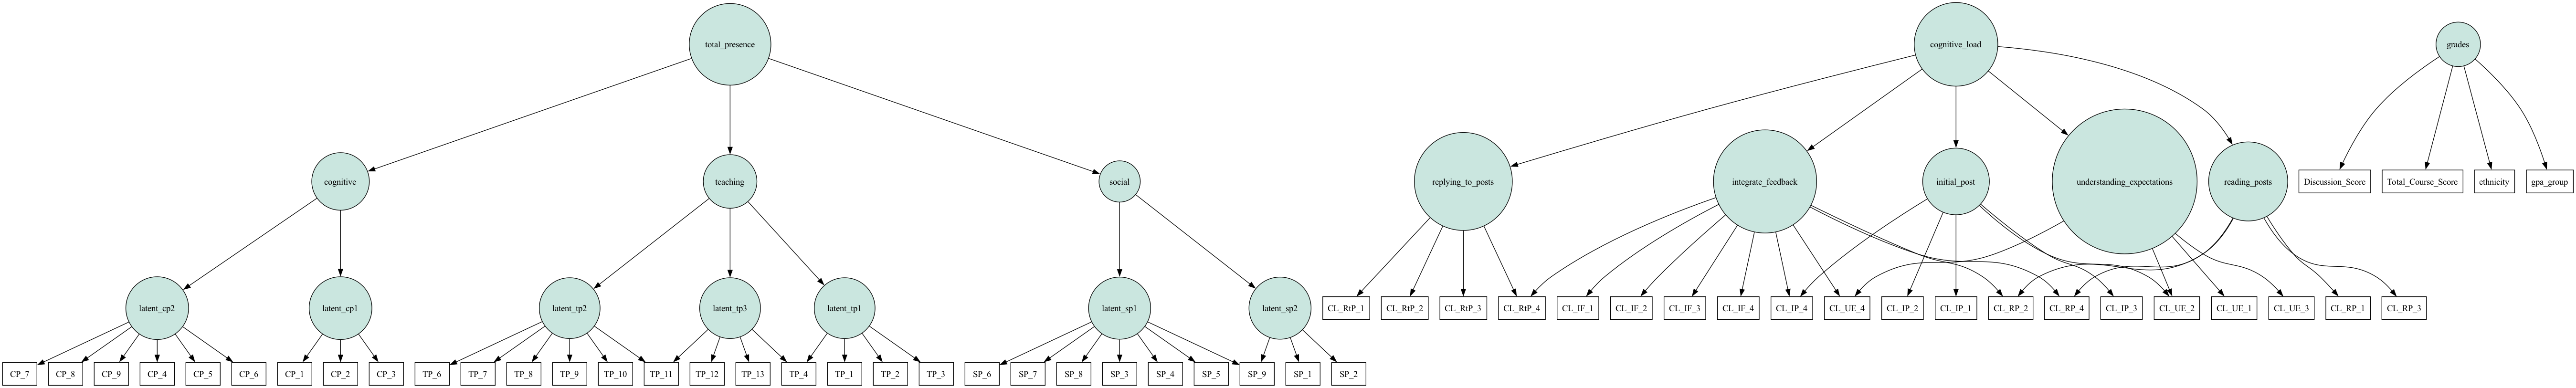 total_presence
cognitive_load
grades
cognitive
teaching
social
replying_to_posts
integrate_feedback
initial_post
understanding_expectations
reading_posts
Discussion_Score
Total_Course_Score
ethnicity
gpa_group
latent_cp2
latent_cp1
latent_tp2
latent_tp3
latent_tp1
latent_sp1
latent_sp2
CL_RtP_1
CL_RtP_2
CL_RtP_3
CL_RtP_4
CL_IF_1
CL_IF_2
CL_IF_3
CL_IF_4
CL_IP_4
CL_UE_4
CL_IP_2
CL_IP_1
CL_RP_2
CL_RP_4
CL_IP_3
CL_UE_2
CL_UE_1
CL_UE_3
CL_RP_1
CL_RP_3
CP_7
CP_8
CP_9
CP_4
CP_5
CP_6
CP_1
CP_2
CP_3
TP_6
TP_7
TP_8
TP_9
TP_10
TP_11
TP_12
TP_13
TP_4
TP_1
TP_2
TP_3
SP_6
SP_7
SP_8
SP_3
SP_4
SP_5
SP_9
SP_1
SP_2